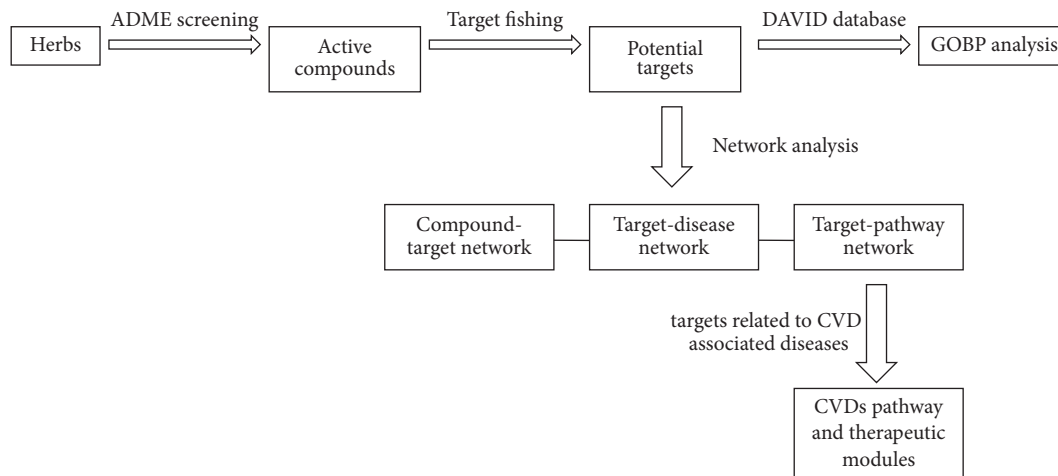 ADME screening
Target fishing
DAVID database
Herbs
Active
compounds
Potential
targets
GOBP analysis
Network analysis
Compound-
target network
Target-disease
network
Target-pathway
network
targets related to CVD
associated diseases
CVDs pathway
and therapeutic
modules